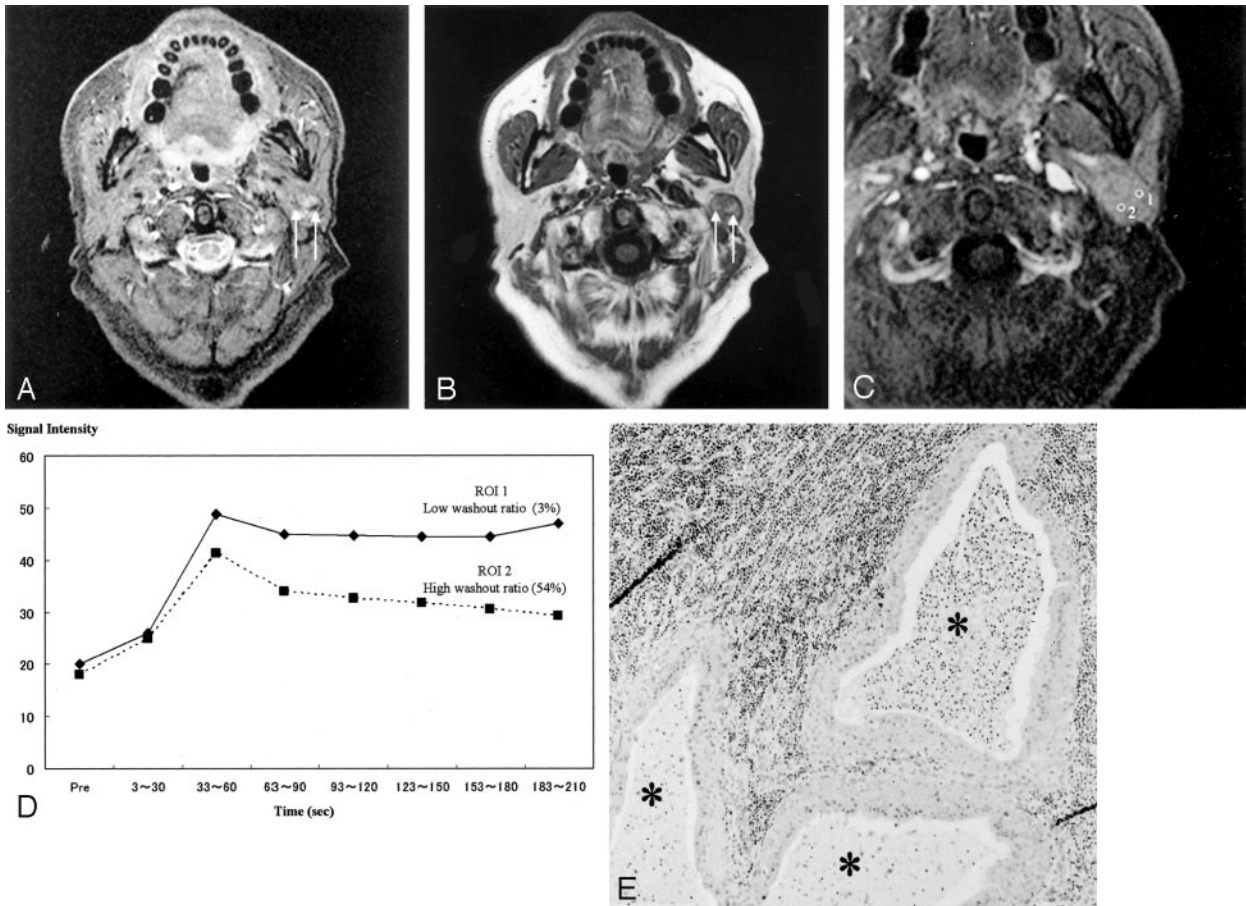 A
B
C
1
2
Signal Intensity
60
50
40
30
20
10
0
ROI 1
Low washout ratio (3%)
ROI 2
High washout ratio (54%)
Pre
3~30
33~60
63~90
93~120
123~150
153~180
183~210
Time (sec)
D
*
*
*
E